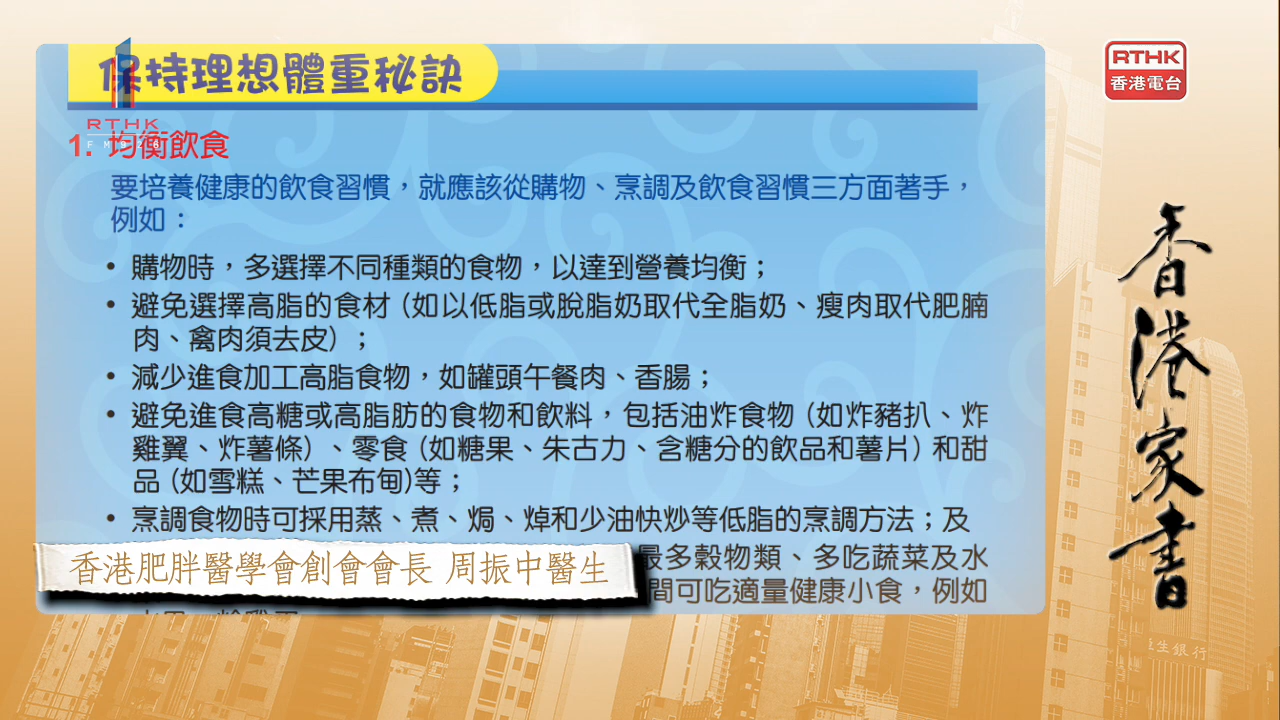 保持理想體重秘訣
RTHK
香港電台
RTHK
FM926
1. 均衡飲食
要培養健康的飲食習慣，就應該從購物、烹調及飲食習慣三方面著手，
例如：
• 購物時，多選擇不同種類的食物，以達到營養均衡；
• 避免選擇高脂的食材 (如以低脂或脫脂奶取代全脂奶、瘦肉取代肥腩
肉、禽肉須去皮)；
• 減少進食加工高脂食物，如罐頭午餐肉、香腸；
• 避免進食高糖或高脂肪的食物和飲料，包括油炸食物 (如炸豬扒、炸
雞翼、炸薯條)、零食 (如糖果、朱古力、含糖分的飲品和薯片) 和甜
品 (如雪糕、芒果布甸)等；
• 烹調食物時可採用蒸、煮、焗、焯和少油快炒等低脂的烹調方法；及
最多穀物類、多吃蔬菜及水
間可吃適量健康小食，例如
香港肥胖醫學會創會會長 周振中醫生
香港家書
生銀行